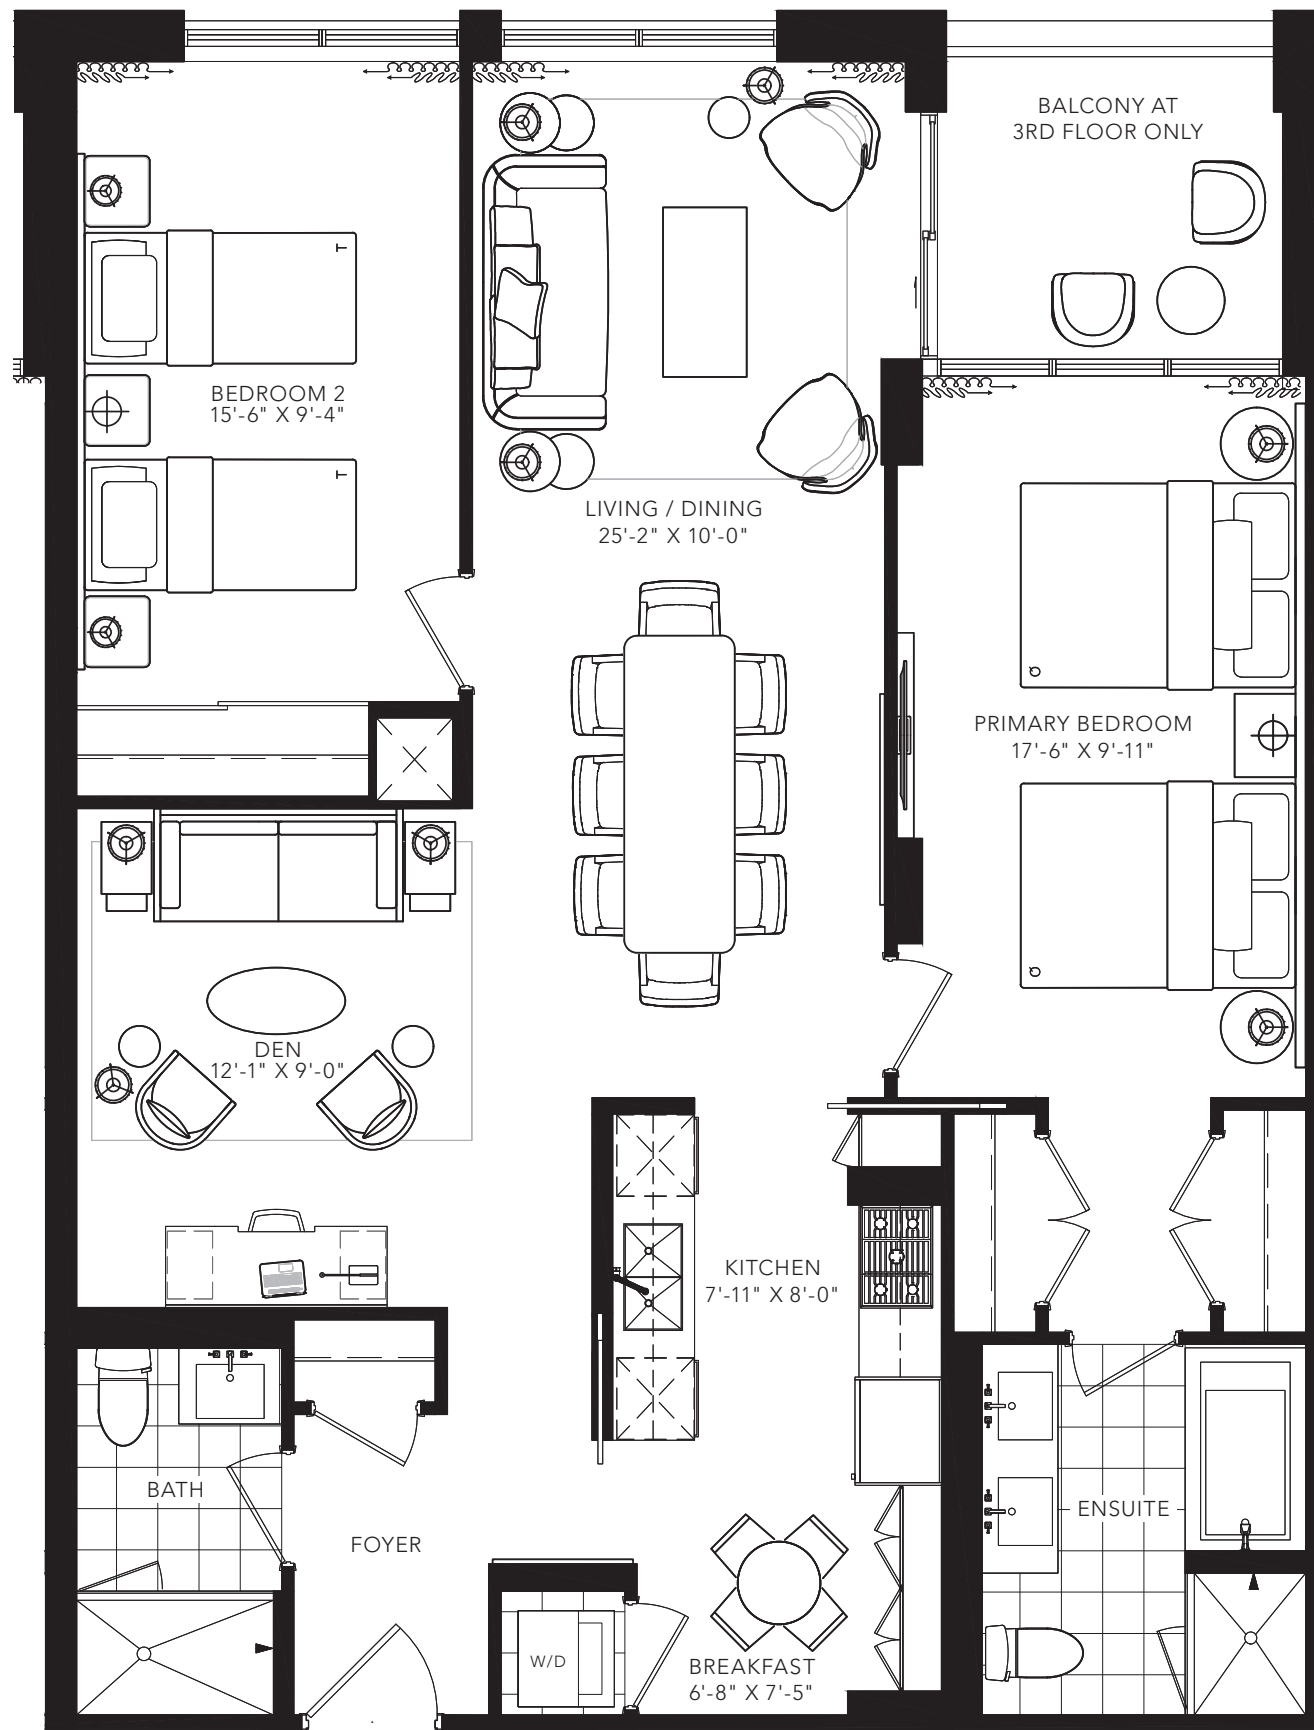 BALCONY AT
3RD FLOOR ONLY
BEDROOM 2
15'-6" X 9'-4"
LIVING / DINING
25'-2" X 10'-0"
PRIMARY BEDROOM
17'-6" X 9'-11"
DEN
12'-1" X 9'-0"
KITCHEN
7'-11" X 8'-0"
BATH
ENSUITE
FOYER
W/D
BREAKFAST
6'-8" X 7'-5"